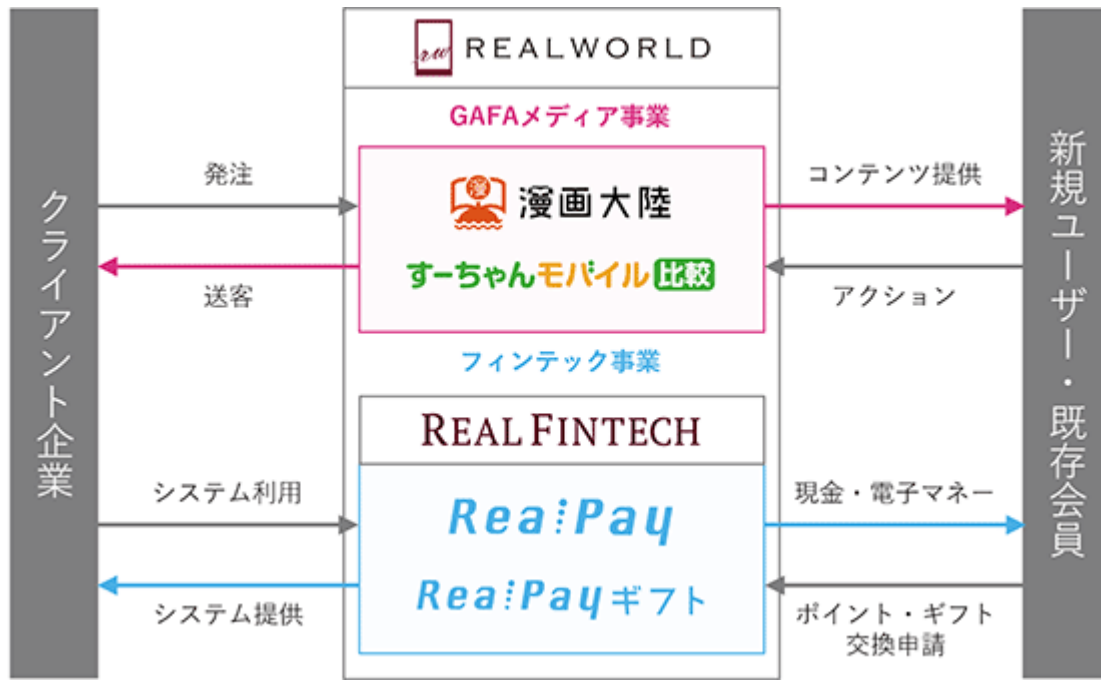 クライアント企業
rw REALWORLD
GAFAメディア事業
発注
送客
漫
漫画大陸
すーちゃんモバイル比較
コンテンツ提供
アクション
フィンテック事業
REAL FINTECH
システム利用
システム提供
RealPay
RealPayギフト
現金・電子マネー
ポイント・ギフト
交換申請
新規ユーザー・既存会員